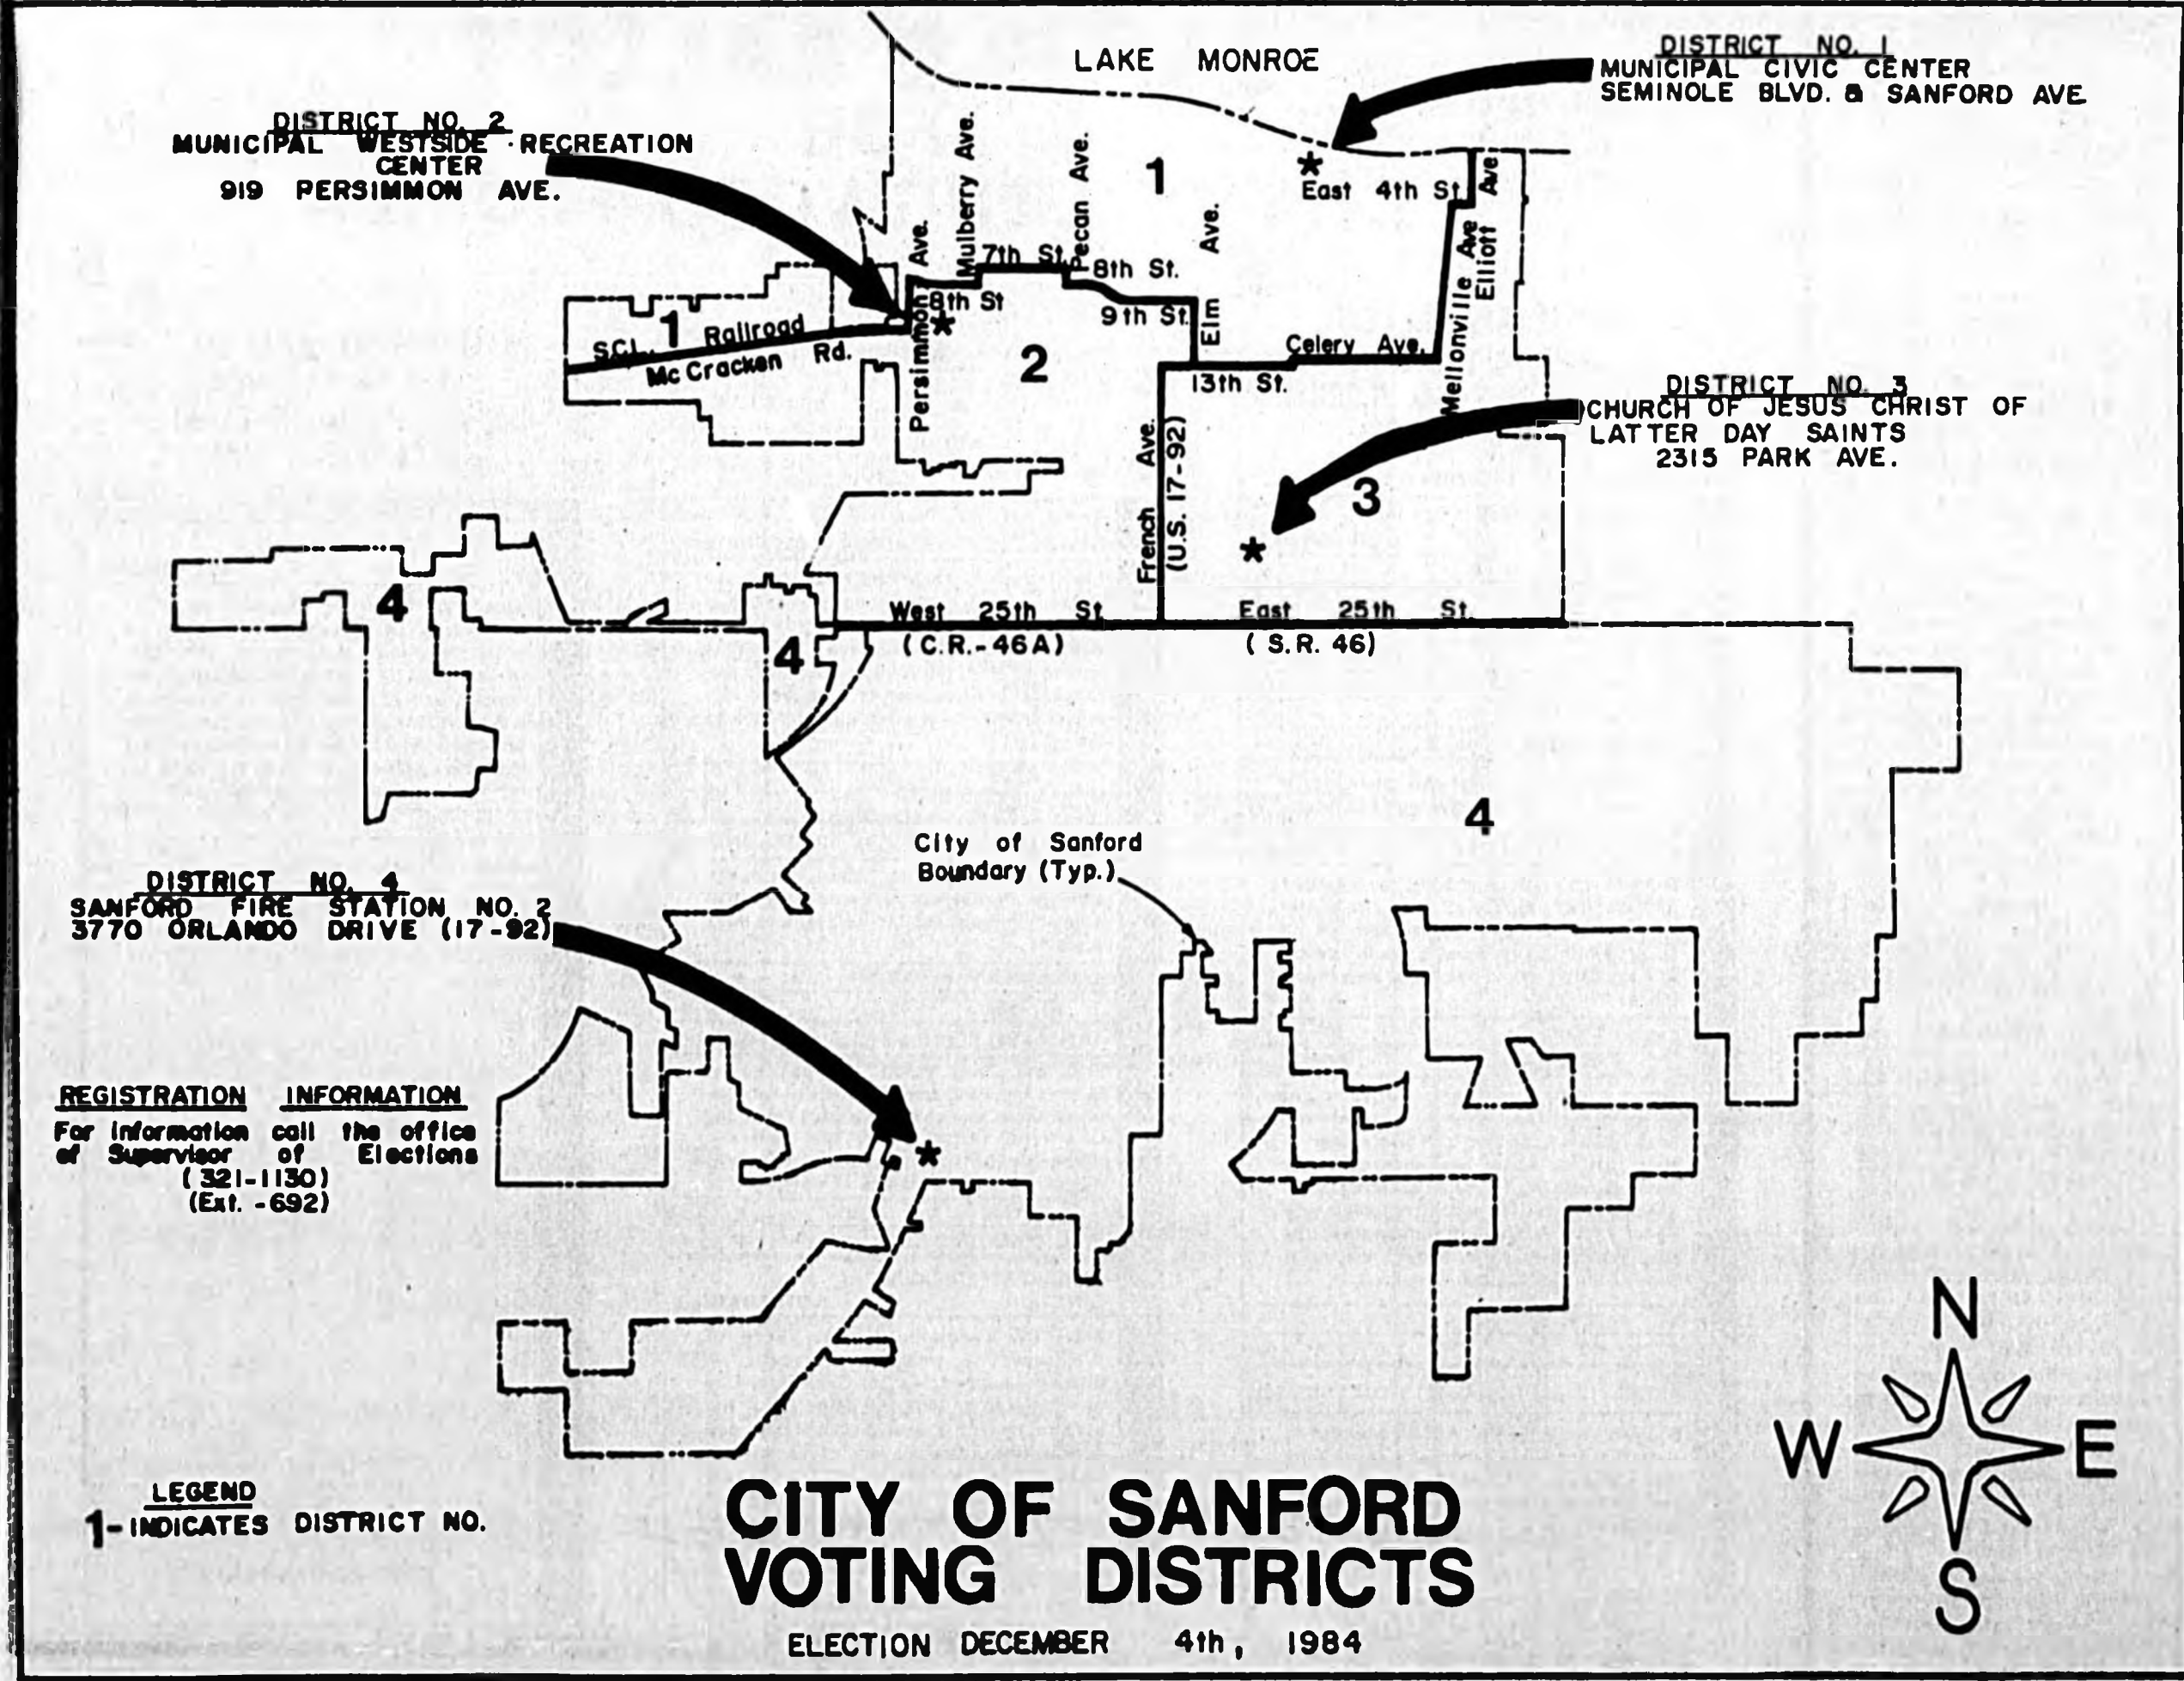 LAKE MONROE
DISTRICT NO. 1
MUNICIPAL CIVIC CENTER
SEMINOLE BLVD. & SANFORD AVE
DISTRICT NO. 2
MUNICIPAL WESTSIDE RECREATION
CENTER
919 PERSIMMON AVE.
Mulberry Ave.
Pecan Ave.
1
East 4th St.
Ave
Elliott
Mellonville Ave
Persimmon Ave.
7th St.
8th St.
8th St
9th St.
Elm Ave.
1
S.C.L. Railroad
Mc Cracken Rd.
2
Celery Ave.
13th St.
DISTRICT NO. 3
CHURCH OF JESUS CHRIST OF
LATTER DAY SAINTS
2315 PARK AVE.
French Ave.
(U.S. 17-92)
3
4
West 25th St.
(C.R.-46A)
East 25th St.
(S.R. 46)
4
4
City of Sanford
Boundary (Typ.)
DISTRICT NO. 4
SANFORD FIRE STATION NO. 2
3770 ORLANDO DRIVE (17-92)
REGISTRATION INFORMATION
For information call the office
of Supervisor of Elections
(321-1130)
(Ext. -692)
LEGEND
1-INDICATES DISTRICT NO.
N
W E
S
CITY OF SANFORD
VOTING DISTRICTS
ELECTION DECEMBER 4th, 1984